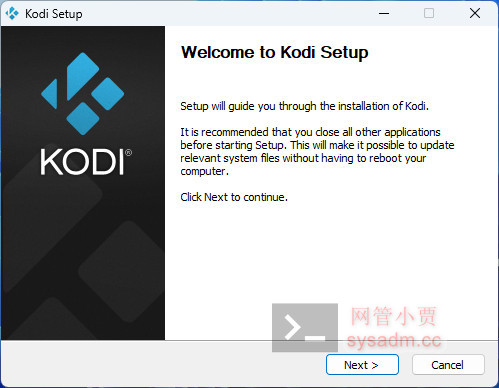 Kodi Setup
Welcome to Kodi Setup
Setup will guide you through the installation of Kodi.
It is recommended that you close all other applications
before starting Setup. This will make it possible to update
relevant system files without having to reboot your
computer.
Click Next to continue.
KODI®
网管小贾
sysadm.cc
Next >
Cancel